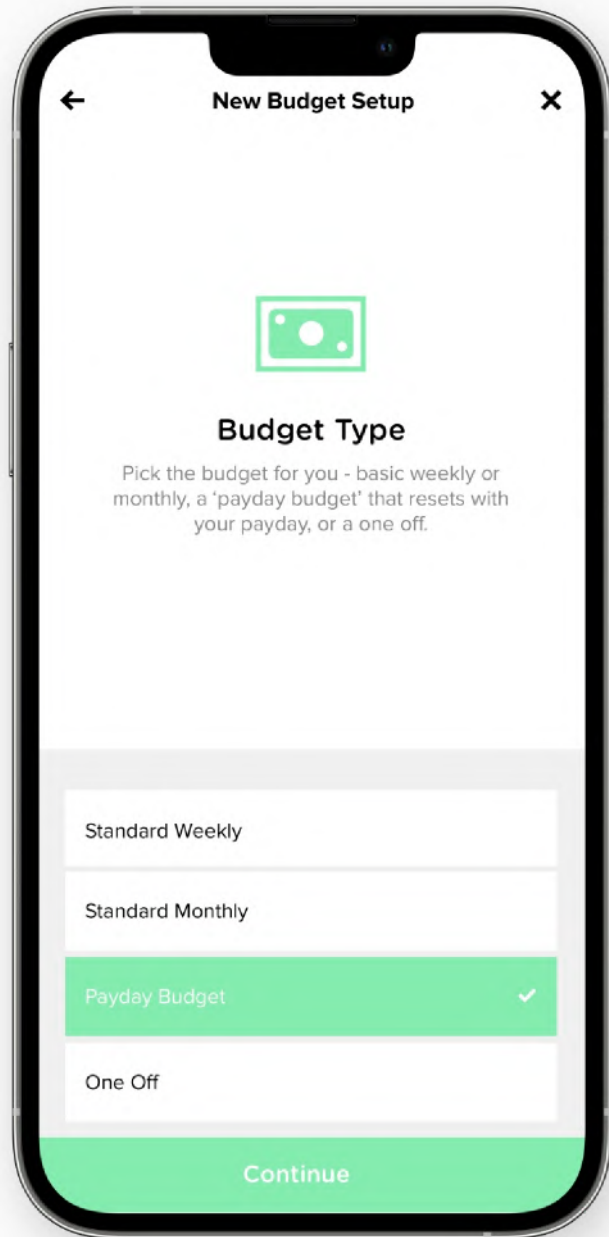 New Budget Setup
Budget Type
Pick the budget for you - basic weekly or
monthly, a ‘payday budget’ that resets with
your payday, or a one off.
Standard Weekly
Standard Monthly
Payday Budget
One Off
Continue